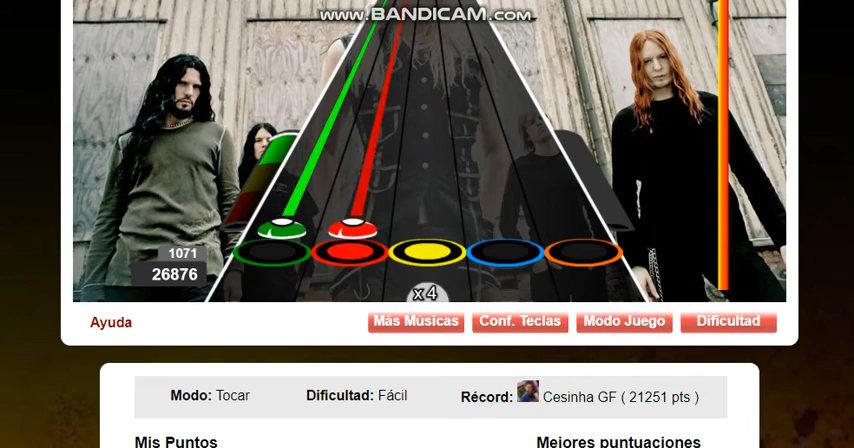 www.BANDICAM.com
1071
26876
x4
Ayuda
Más Músicas
Conf. Teclas
Modo Juego
Dificultad
Modo: Tocar
Dificultad: Fácil
Récord: Cesinha GF ( 21251 pts )
Mis Puntos
Mejores puntuaciones